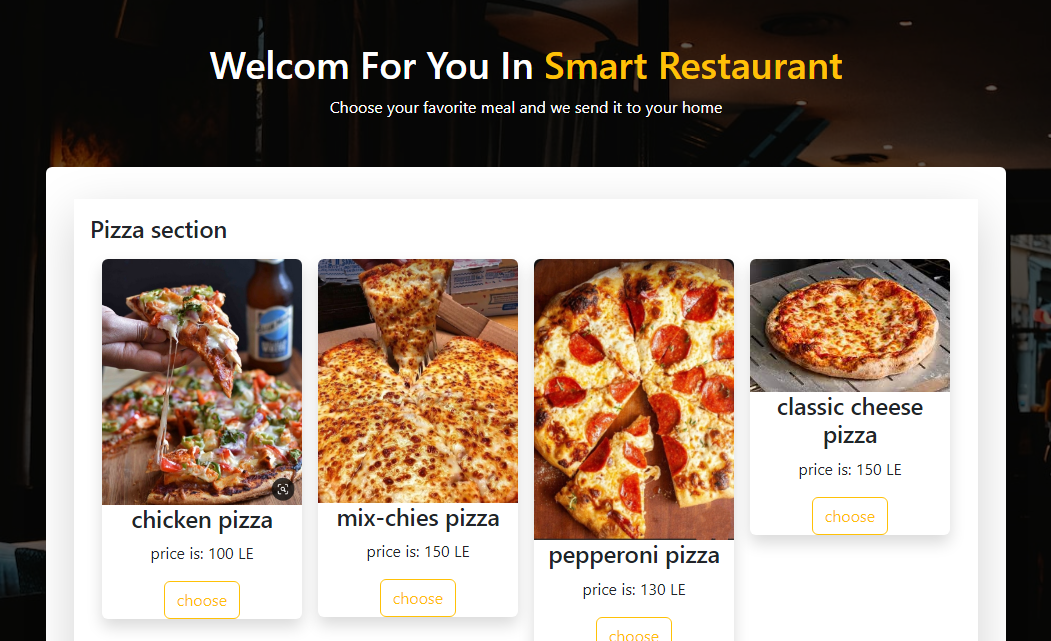 Welcom For You In Smart Restaurant
Choose your favorite meal and we send it to your home
Pizza section
chicken pizza
price is: 100 LE
choose
mix-chies pizza
price is: 150 LE
choose
pepperoni pizza
price is: 130 LE
choose
classic cheese
pizza
price is: 150 LE
choose